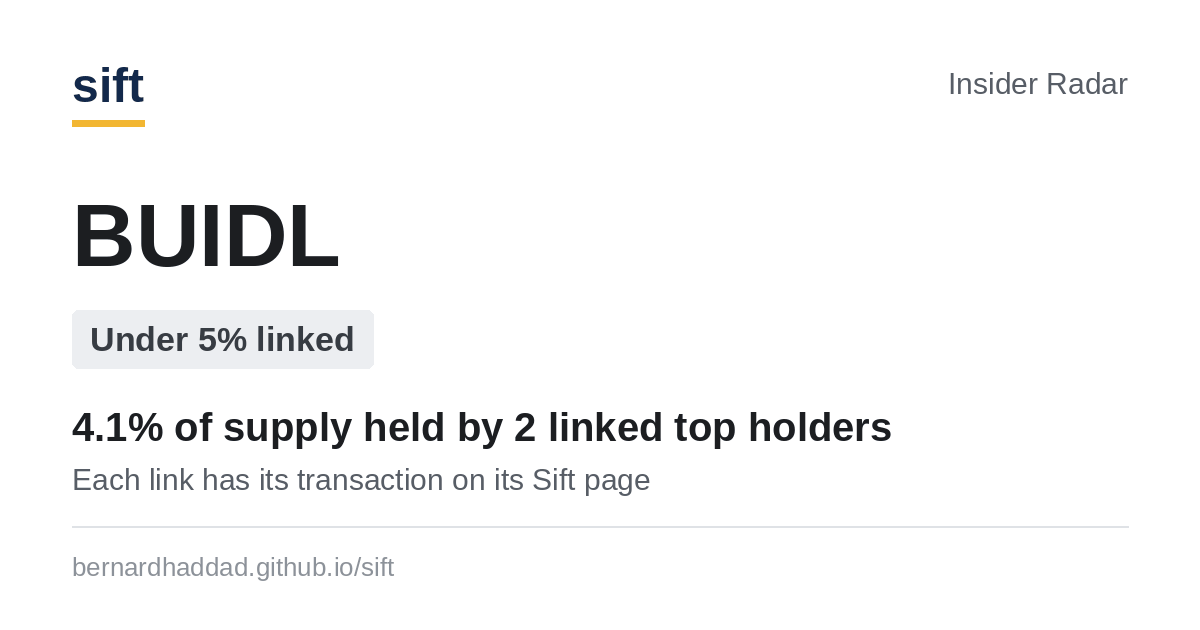 sift
Insider Radar
BUIDL
Under 5% linked
4.1% of supply held by 2 linked top holders
Each link has its transaction on its Sift page
bernardhaddad.github.io/sift